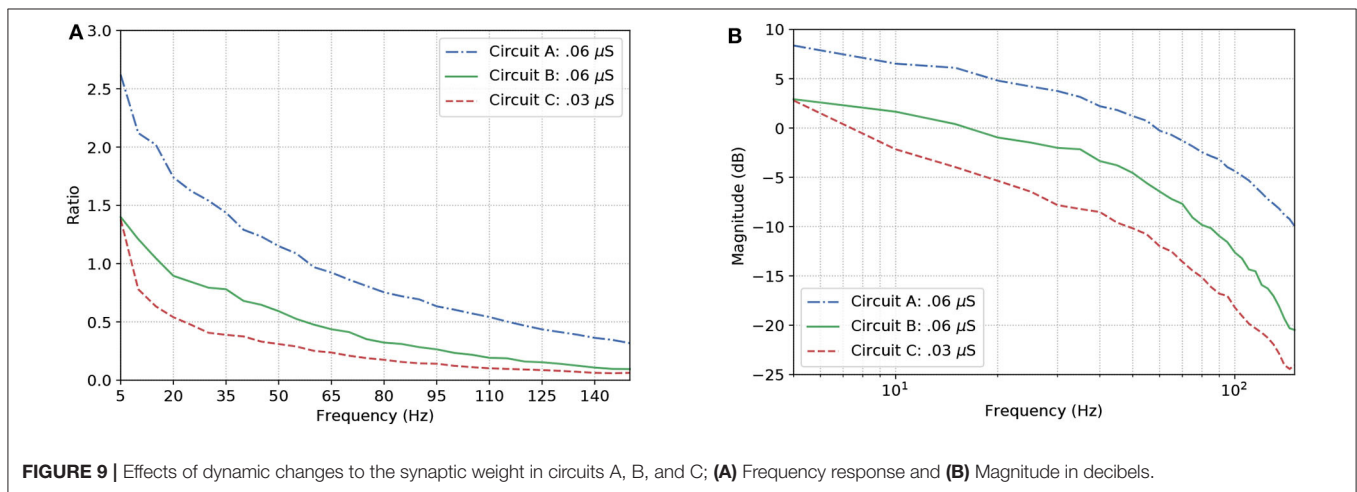 A
3.0
2.5
2.0
1.5
1.0
0.5
0.0
Ratio
5 20 35 50 65 80 95 110 125 140
Frequency (Hz)
Circuit A: .06 μS
Circuit B: .06 μS
Circuit C: .03 μS
B
10
5
0
−5
−10
−15
−20
−25
Magnitude (dB)
10¹ 10²
Frequency (Hz)
Circuit A: .06 μS
Circuit B: .06 μS
Circuit C: .03 μS
FIGURE 9 | Effects of dynamic changes to the synaptic weight in circuits A, B, and C; (A) Frequency response and (B) Magnitude in decibels.